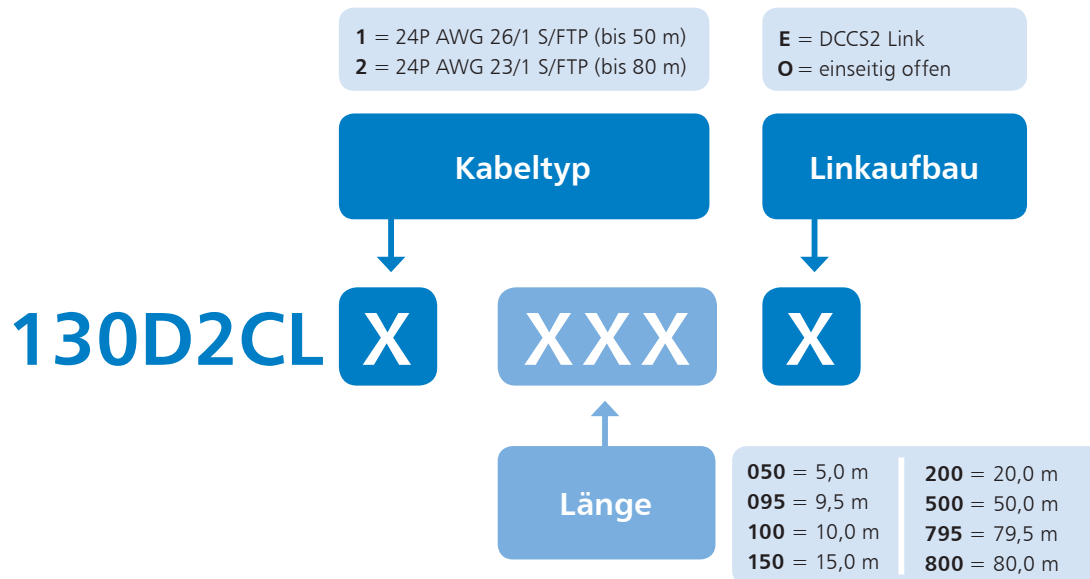 1 = 24P AWG 26/1 S/FTP (bis 50 m)
2 = 24P AWG 23/1 S/FTP (bis 80 m)
E = DCCS2 Link
O = einseitig offen
Kabeltyp
Linkaufbau
130D2CL X XXX X
Länge
050 = 5,0 m
095 = 9,5 m
100 = 10,0 m
150 = 15,0 m
200 = 20,0 m
500 = 50,0 m
795 = 79,5 m
800 = 80,0 m